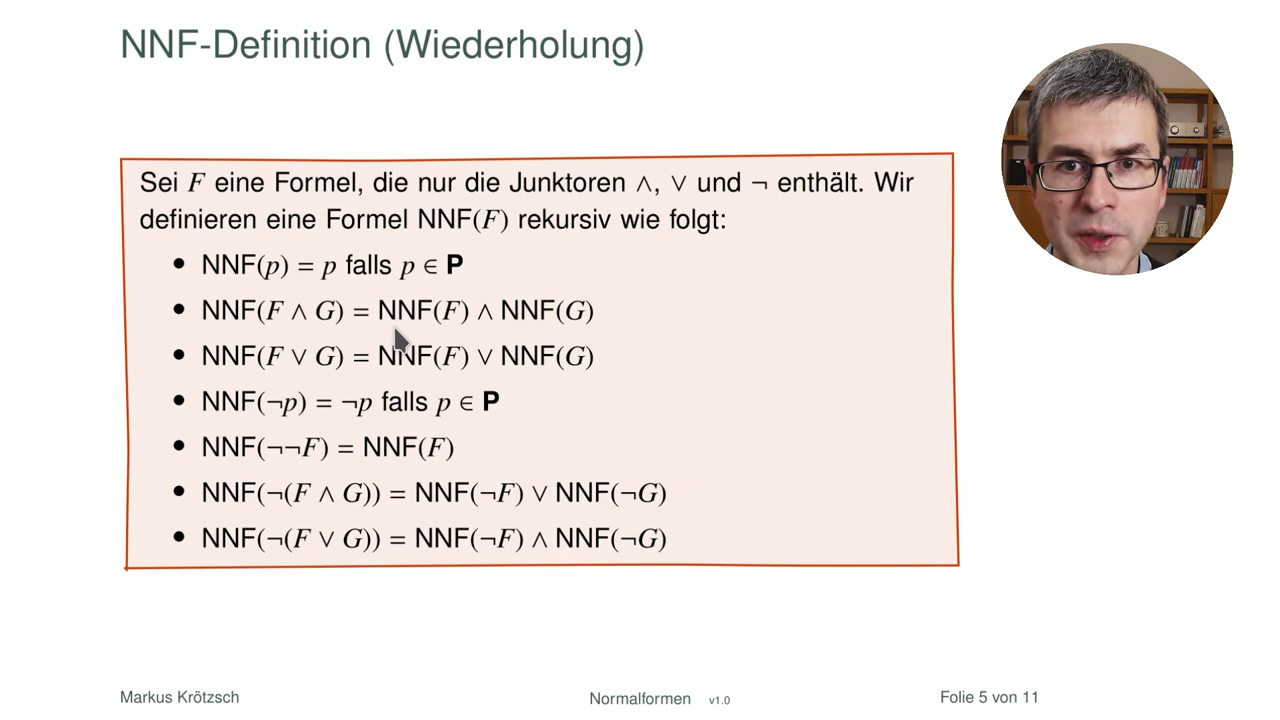 NNF-Definition (Wiederholung)
Sei F eine Formel, die nur die Junktoren ∧, ∨ und ¬ enthält. Wir
definieren eine Formel NNF(F) rekursiv wie folgt:
• NNF(p) = p falls p ∈ P
• NNF(F ∧ G) = NNF(F) ∧ NNF(G)
• NNF(F ∨ G) = NNF(F) ∨ NNF(G)
• NNF(¬p) = ¬p falls p ∈ P
• NNF(¬¬F) = NNF(F)
• NNF(¬(F ∧ G)) = NNF(¬F) ∨ NNF(¬G)
• NNF(¬(F ∨ G)) = NNF(¬F) ∧ NNF(¬G)
Markus Krötzsch Normalformen v1.0 Folie 5 von 11